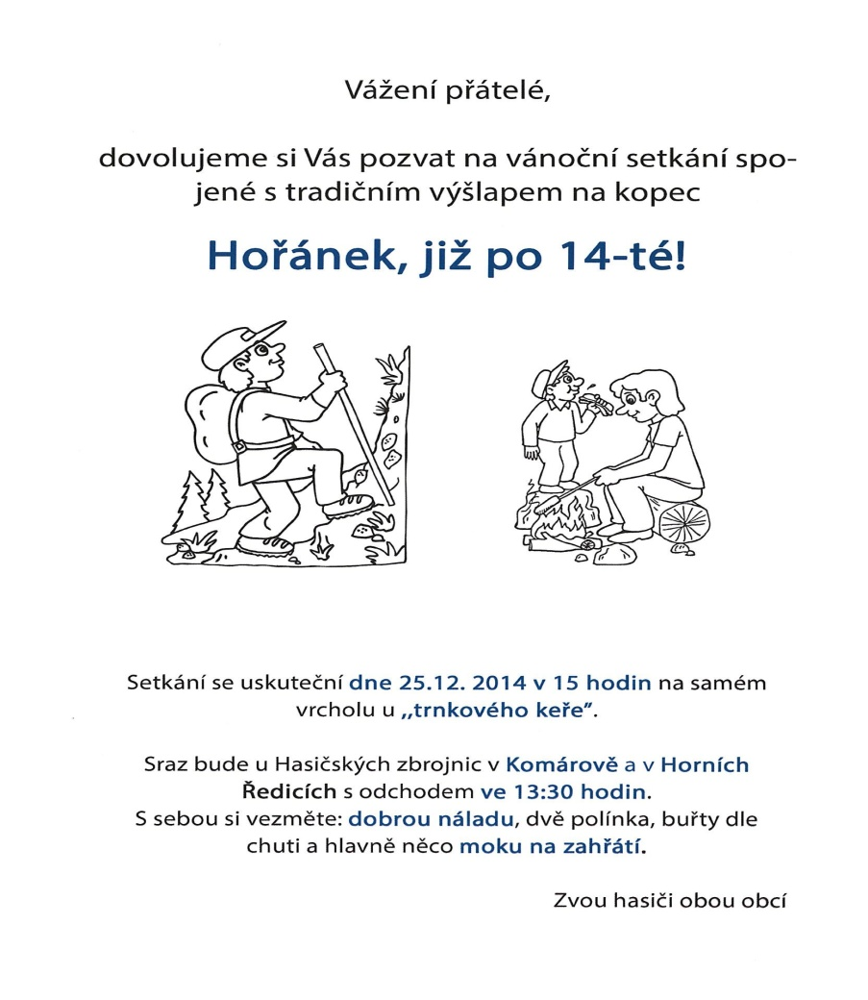 Vážení přátelé,
dovolujeme si Vás pozvat na vánoční setkání spo-
jené s tradičním výšlapem na kopec
Hořánek, již po 14-té!
Setkání se uskuteční dne 25.12. 2014 v 15 hodin na samém
vrcholu u ,,trnkového keře”.
Sraz bude u Hasičských zbrojnic v Komárově a v Horních
Ředicích s odchodem ve 13:30 hodin.
S sebou si vezměte: dobrou náladu, dvě polínka, buřty dle
chuti a hlavně něco moku na zahřátí.
Zvou hasiči obou obcí